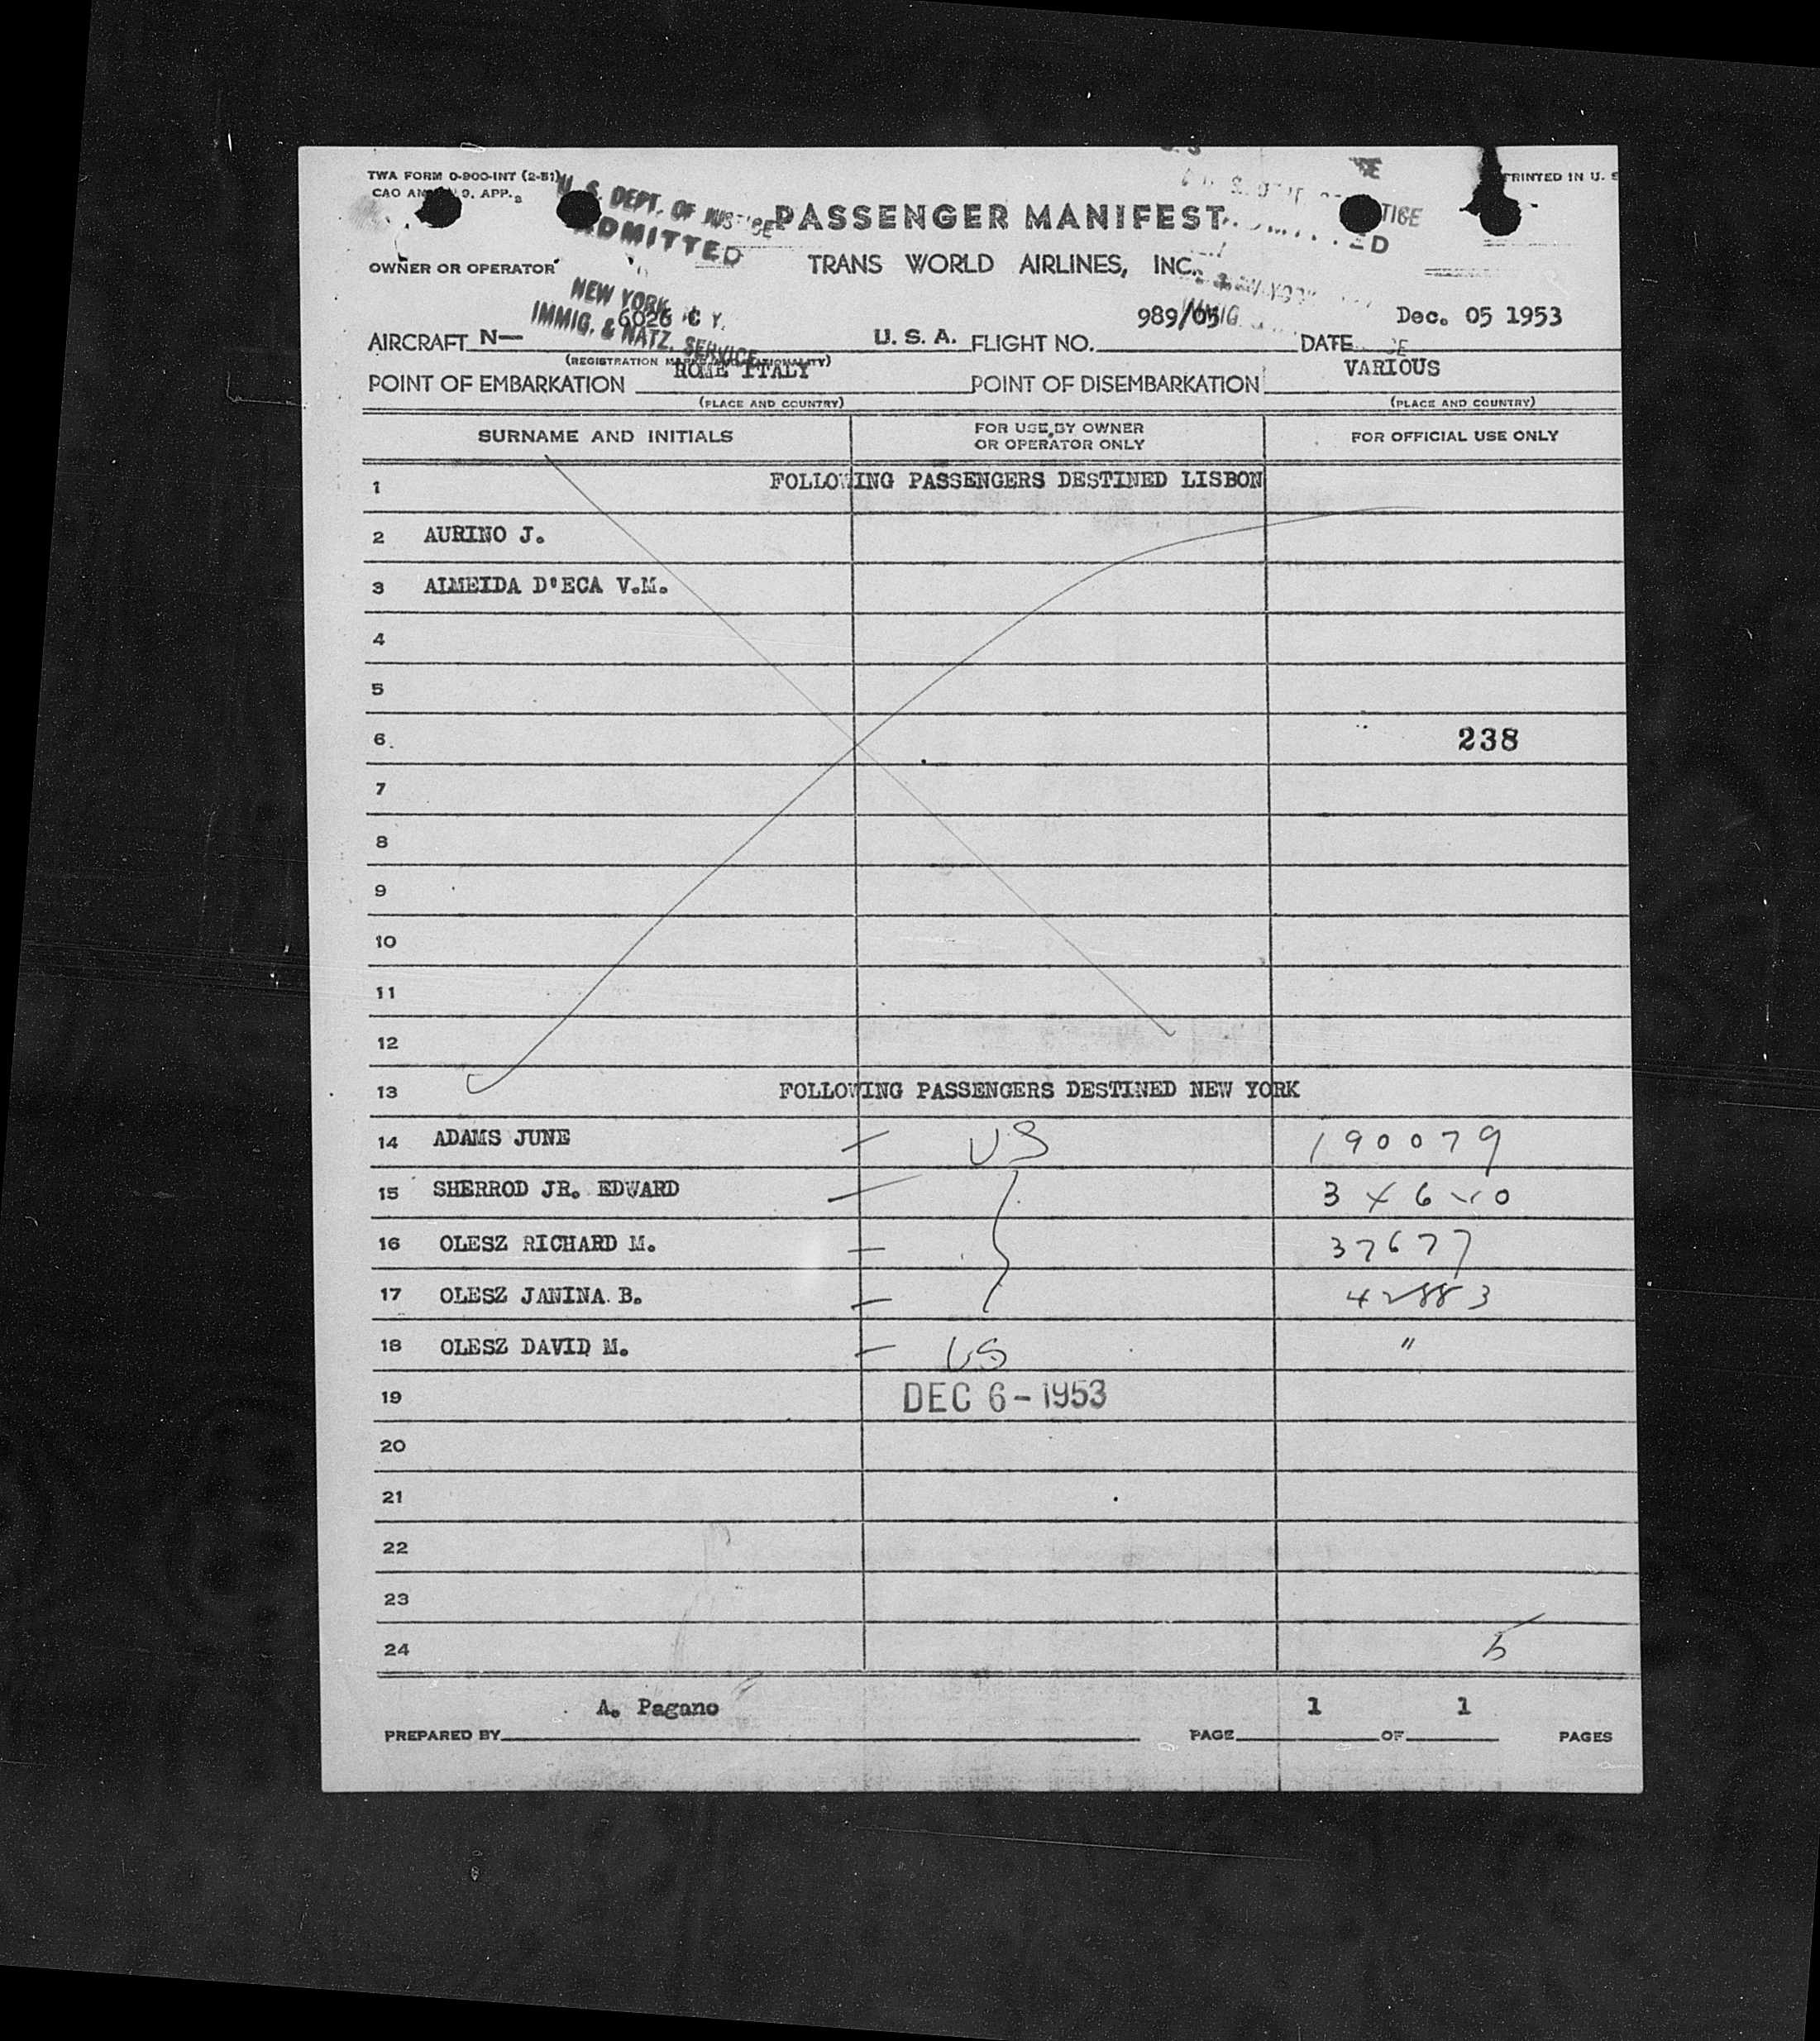 TWA FORM 0-900-INT (2-51)
PRINTED IN U. S
U. S. DEPT. OF JUSTICE
ADMITTED
PASSENGER MANIFEST
OWNER OR OPERATOR
TRANS WORLD AIRLINES, INC.
NEW YORK, N.Y.
IMMIG. & NATZ. SERVICE
AIRCRAFT N— 6026 C U. S. A. FLIGHT NO. 989/05 DATE Dec. 05 1953
(REGISTRATION MARKS AND NATIONALITY)
POINT OF EMBARKATION ROME ITALY POINT OF DISEMBARKATION VARIOUS
(PLACE AND COUNTRY) (PLACE AND COUNTRY)
SURNAME AND INITIALS FOR USE BY OWNER OR OPERATOR ONLY FOR OFFICIAL USE ONLY
1 FOLLOWING PASSENGERS DESTINED LISBON
2 AURINO J.
3 ALMEIDA D'ECA V.M.
4
5
6 238
7
8
9
10
11
12
13 FOLLOWING PASSENGERS DESTINED NEW YORK
14 ADAMS JUNE — US 190079
15 SHERROD JR. EDWARD —
16 OLESZ RICHARD M. — 37677
17 OLESZ JANINA B. — 42883
18 OLESZ DAVID M. — US "
19 DEC 6 - 1953
20
21
22
23
24 5
PREPARED BY A. Pagano PAGE 1 OF 1 PAGES